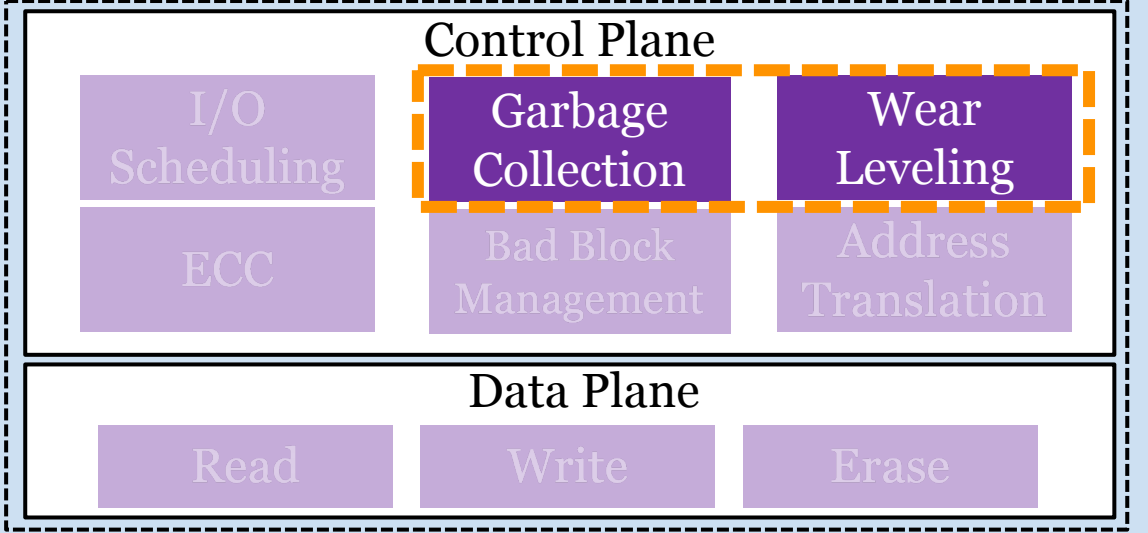 Control Plane
I/O
Scheduling
Garbage
Collection
Wear
Leveling
ECC
Bad Block
Management
Address
Translation
Data Plane
Read
Write
Erase